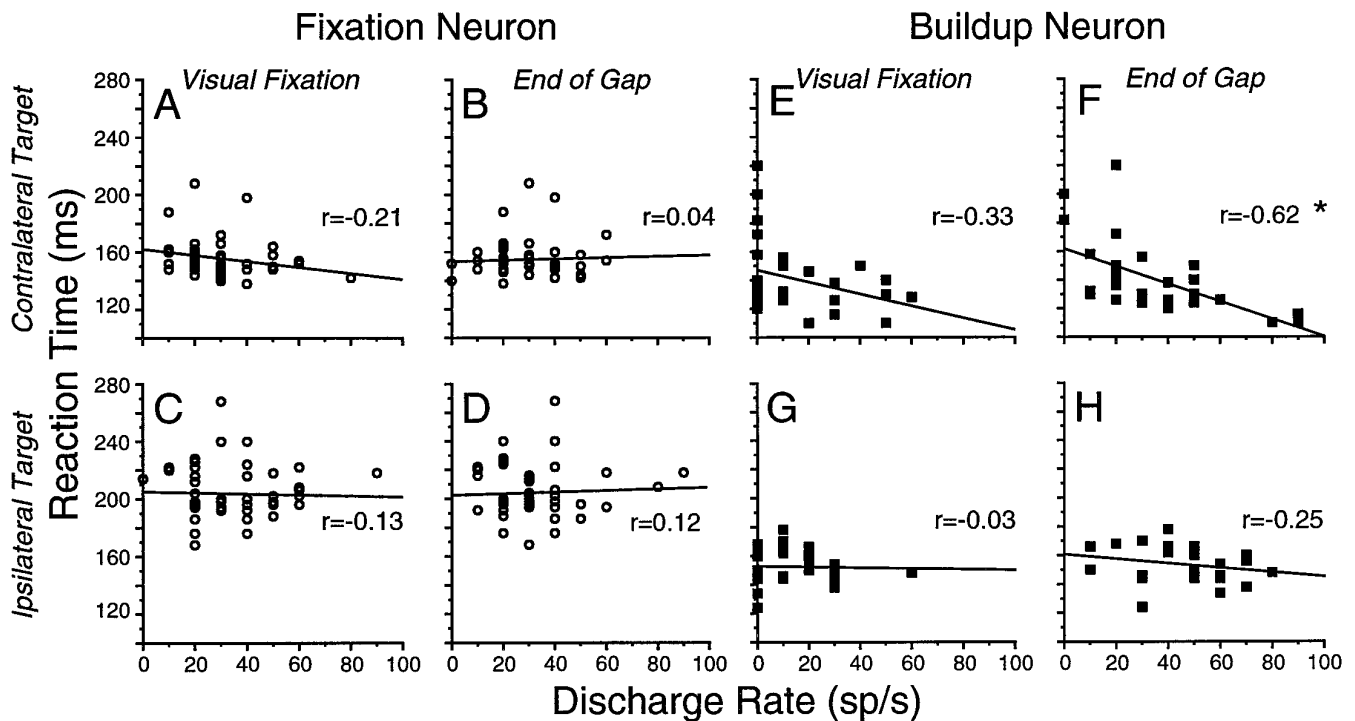 Fixation Neuron
Buildup Neuron
Visual Fixation
End of Gap
Visual Fixation
End of Gap
Contralateral Target
Ipsilateral Target
Reaction Time (ms)
280
240
200
160
120
A
r=-0.21
B
r=0.04
E
r=-0.33
F
r=-0.62 *
280
240
200
160
120
C
r=-0.13
D
r=0.12
G
r=-0.03
H
r=-0.25
0 20 40 60 80 100
0 20 40 60 80 100
0 20 40 60 80 100
0 20 40 60 80 100
Discharge Rate (sp/s)